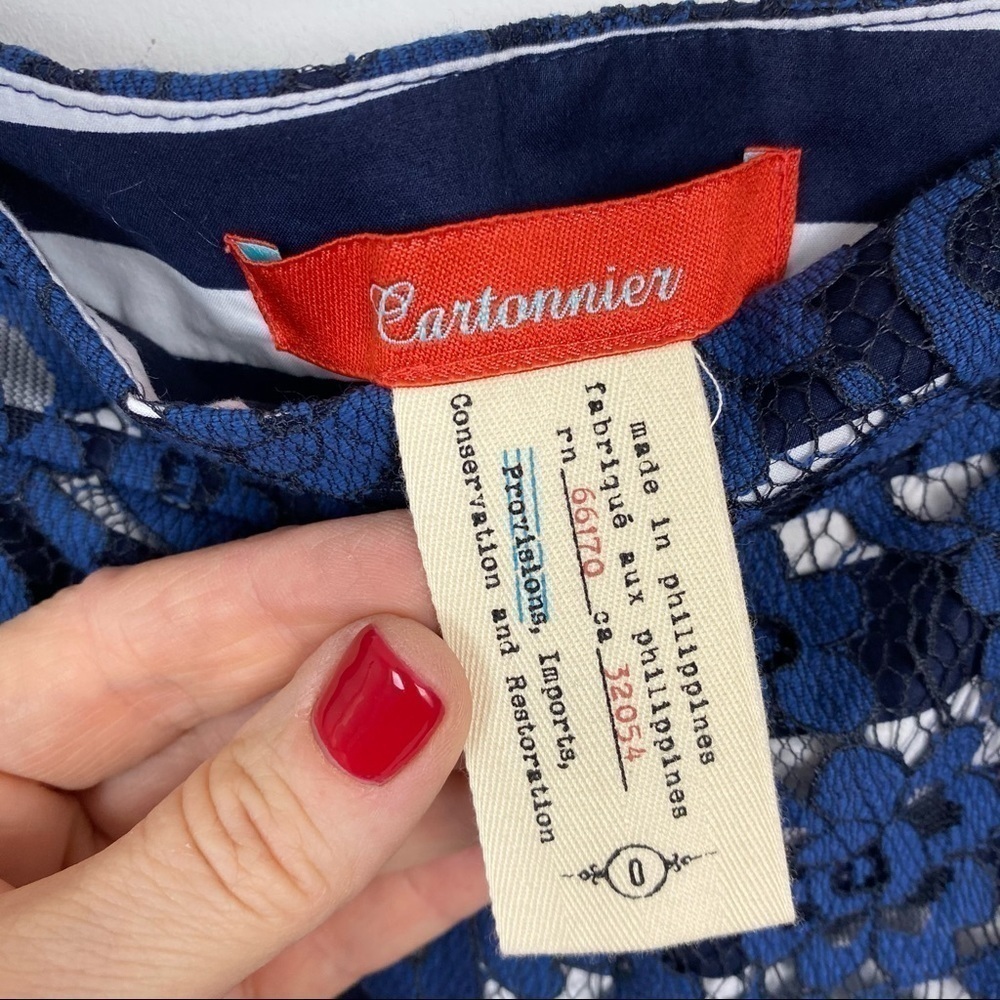 Cartonnier
made in philippines
fabriqué aux philippines
rn 66170 ca 32054
Provisions, Imports,
Conservation and Restoration
0